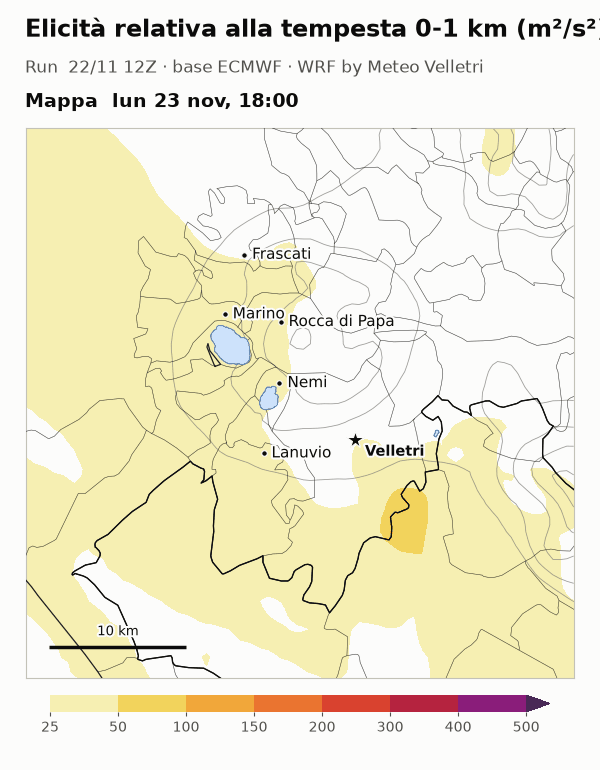 Elicità relativa alla tempesta 0-1 km (m²/s²)
Run  22/11 12Z · base ECMWF · WRF by Meteo Velletri
Mappa  lun 23 nov, 18:00
Frascati
Marino
Rocca di Papa
Nemi
Velletri
Lanuvio
10 km
25 50 100 150 200 300 400 500